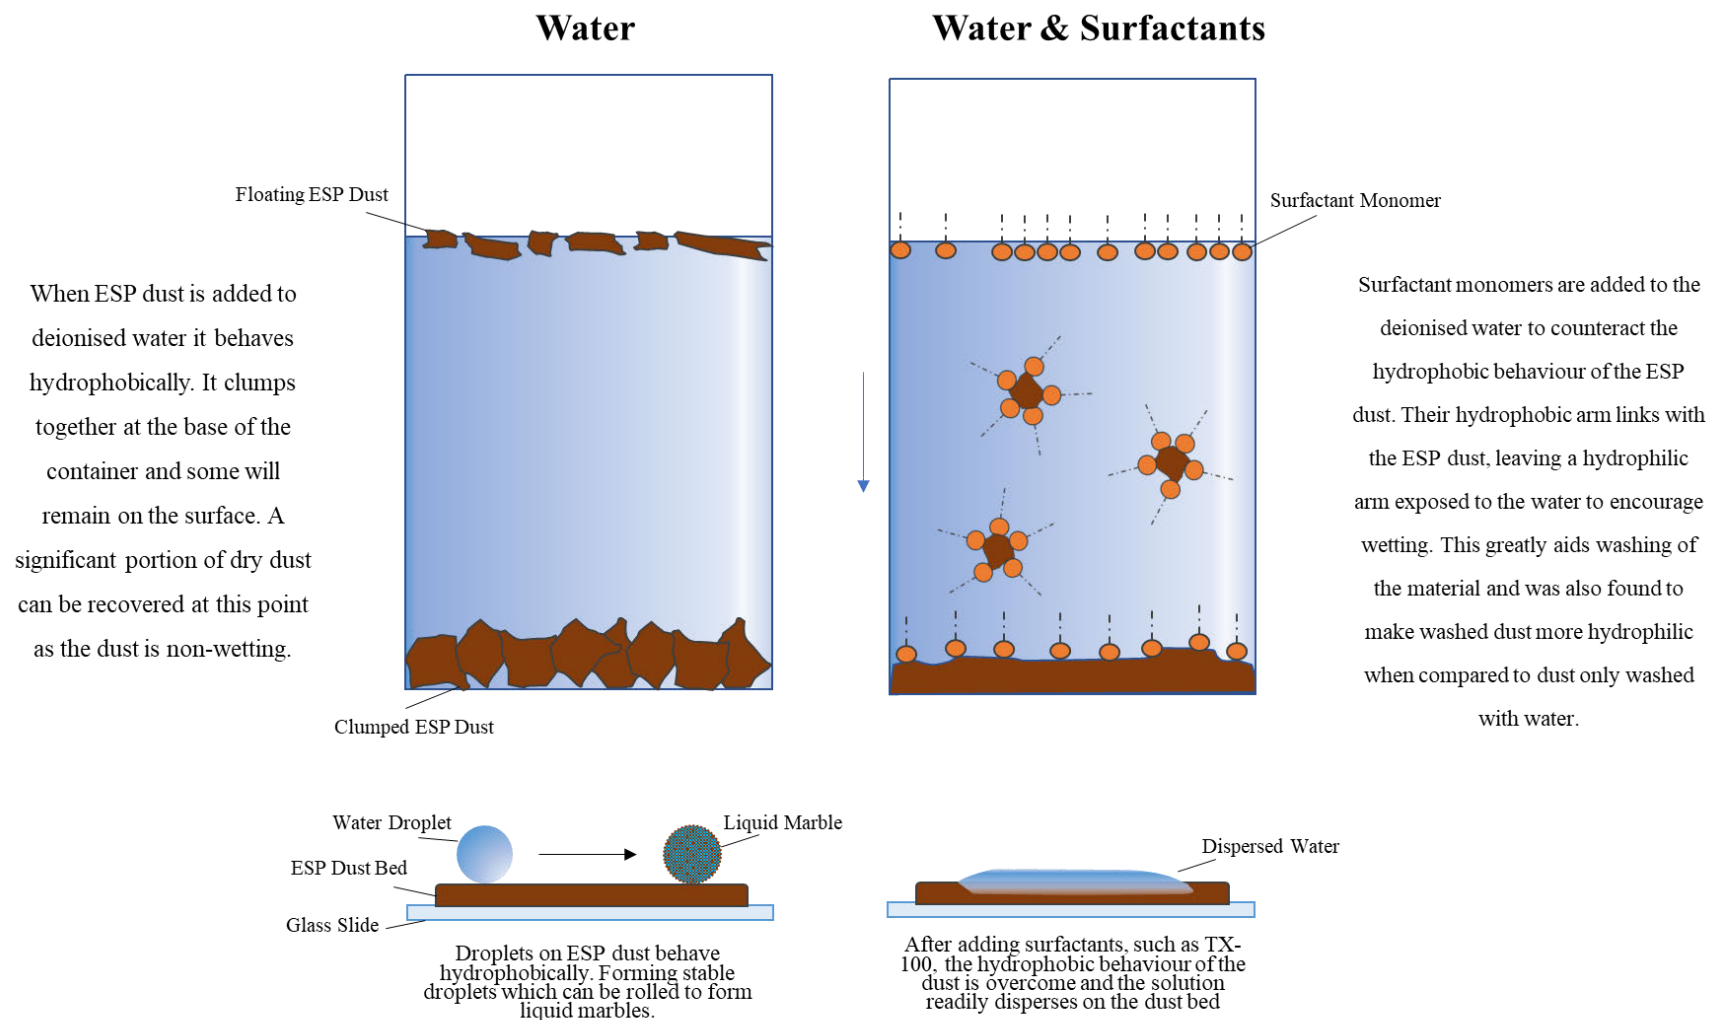 Water
Water & Surfactants
Floating ESP Dust
Surfactant Monomer
When ESP dust is added to
deionised water it behaves
hydrophobically. It clumps
together at the base of the
container and some will
remain on the surface. A
significant portion of dry dust
can be recovered at this point
as the dust is non-wetting.
Surfactant monomers are added to the
deionised water to counteract the
hydrophobic behaviour of the ESP
dust. Their hydrophobic arm links with
the ESP dust, leaving a hydrophilic
arm exposed to the water to encourage
wetting. This greatly aids washing of
the material and was also found to
make washed dust more hydrophilic
when compared to dust only washed
with water.
Clumped ESP Dust
Water Droplet
Liquid Marble
ESP Dust Bed
Glass Slide
Dispersed Water
Droplets on ESP dust behave
hydrophobically. Forming stable
droplets which can be rolled to form
liquid marbles.
After adding surfactants, such as TX-
100, the hydrophobic behaviour of the
dust is overcome and the solution
readily disperses on the dust bed